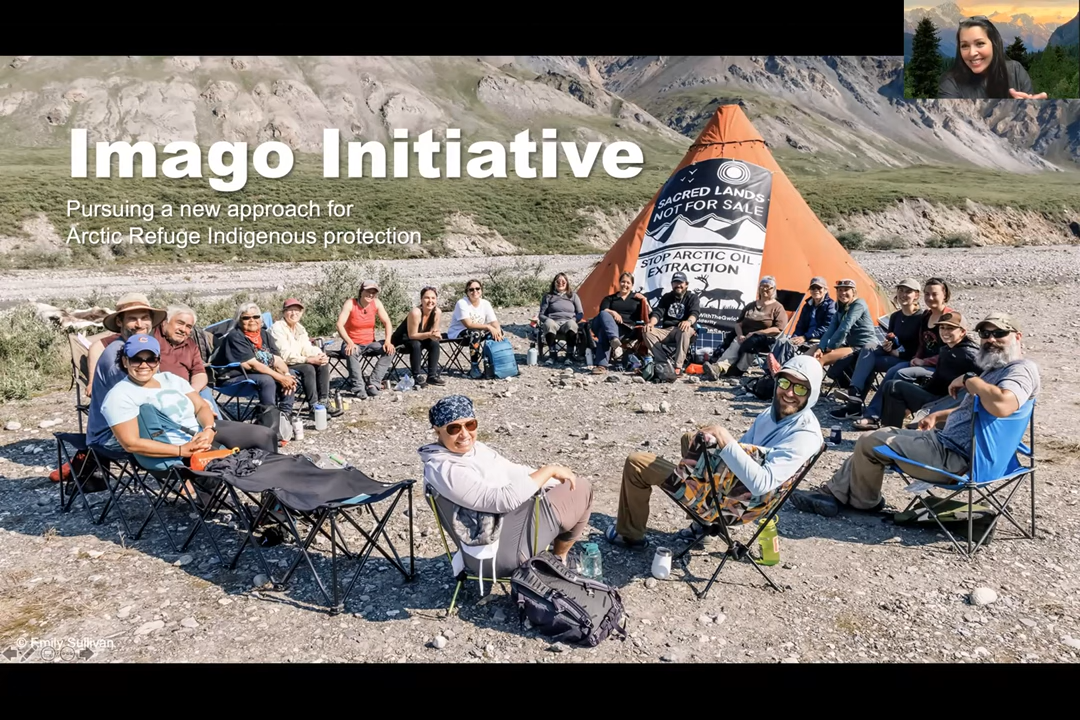 Imago Initiative
Pursuing a new approach for
Arctic Refuge Indigenous protection
SACRED LANDS
NOT FOR SALE
STOP ARCTIC OIL
EXTRACTION
© Emily Sullivan